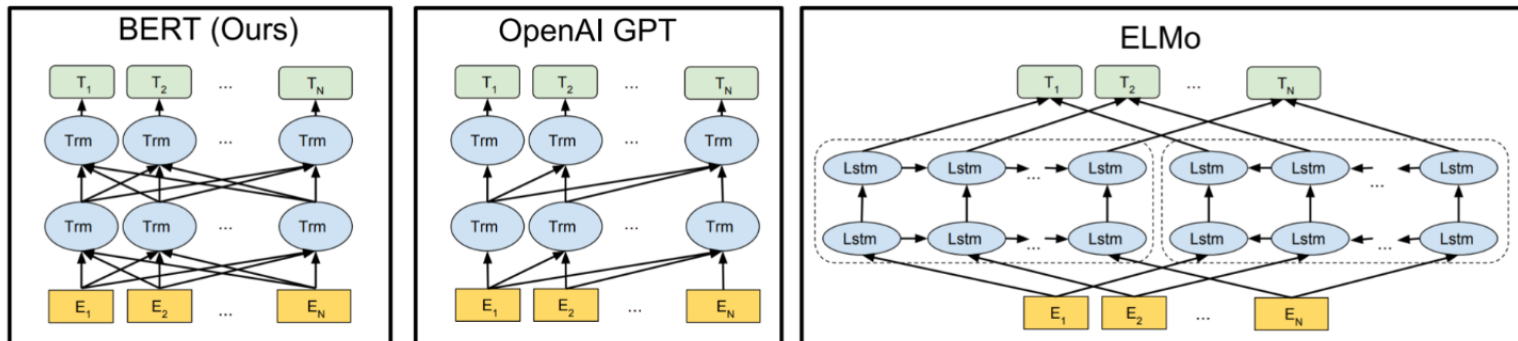 BERT (Ours)
T1 T2 ... TN
Trm Trm ... Trm
Trm Trm ... Trm
E1 E2 ... EN
OpenAI GPT
T1 T2 ... TN
Trm Trm ... Trm
Trm Trm ... Trm
E1 E2 ... EN
ELMo
T1 T2 ... TN
Lstm Lstm ... Lstm Lstm Lstm ... Lstm
Lstm Lstm ... Lstm Lstm Lstm ... Lstm
E1 E2 ... EN